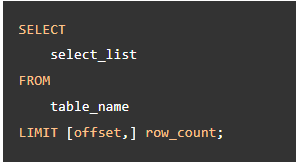 SELECT
    select_list
FROM
    table_name
LIMIT [offset,] row_count;